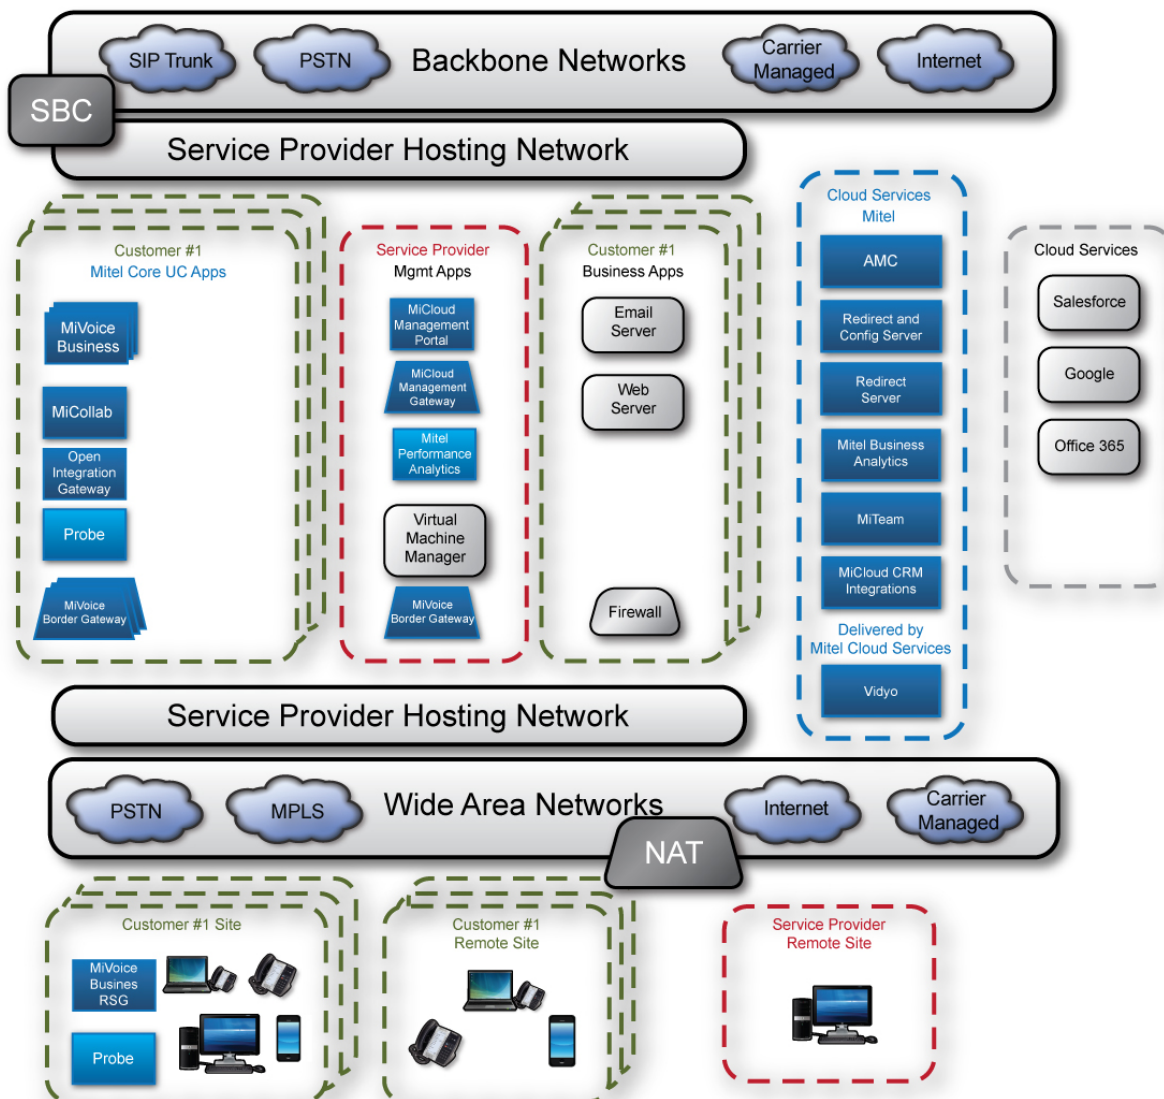 SIP Trunk
PSTN
Backbone Networks
Carrier
Managed
Internet
SBC
Service Provider Hosting Network
Customer #1
Mitel Core UC Apps
MiVoice
Business
MiCollab
Open
Integration
Gateway
Probe
MiVoice
Border Gateway
Service Provider
Mgmt Apps
MiCloud
Management
Portal
MiCloud
Management
Gateway
Mitel
Performance
Analytics
Virtual
Machine
Manager
MiVoice
Border Gateway
Customer #1
Business Apps
Email
Server
Web
Server
Firewall
Cloud Services
Mitel
AMC
Redirect and
Config Server
Redirect
Server
Mitel Business
Analytics
MiTeam
MiCloud CRM
Integrations
Delivered by
Mitel Cloud Services
Vidyo
Cloud Services
Salesforce
Google
Office 365
Service Provider Hosting Network
PSTN
MPLS
Wide Area Networks
Internet
Carrier
Managed
NAT
Customer #1 Site
MiVoice
Busines
RSG
Probe
Customer #1
Remote Site
Service Provider
Remote Site